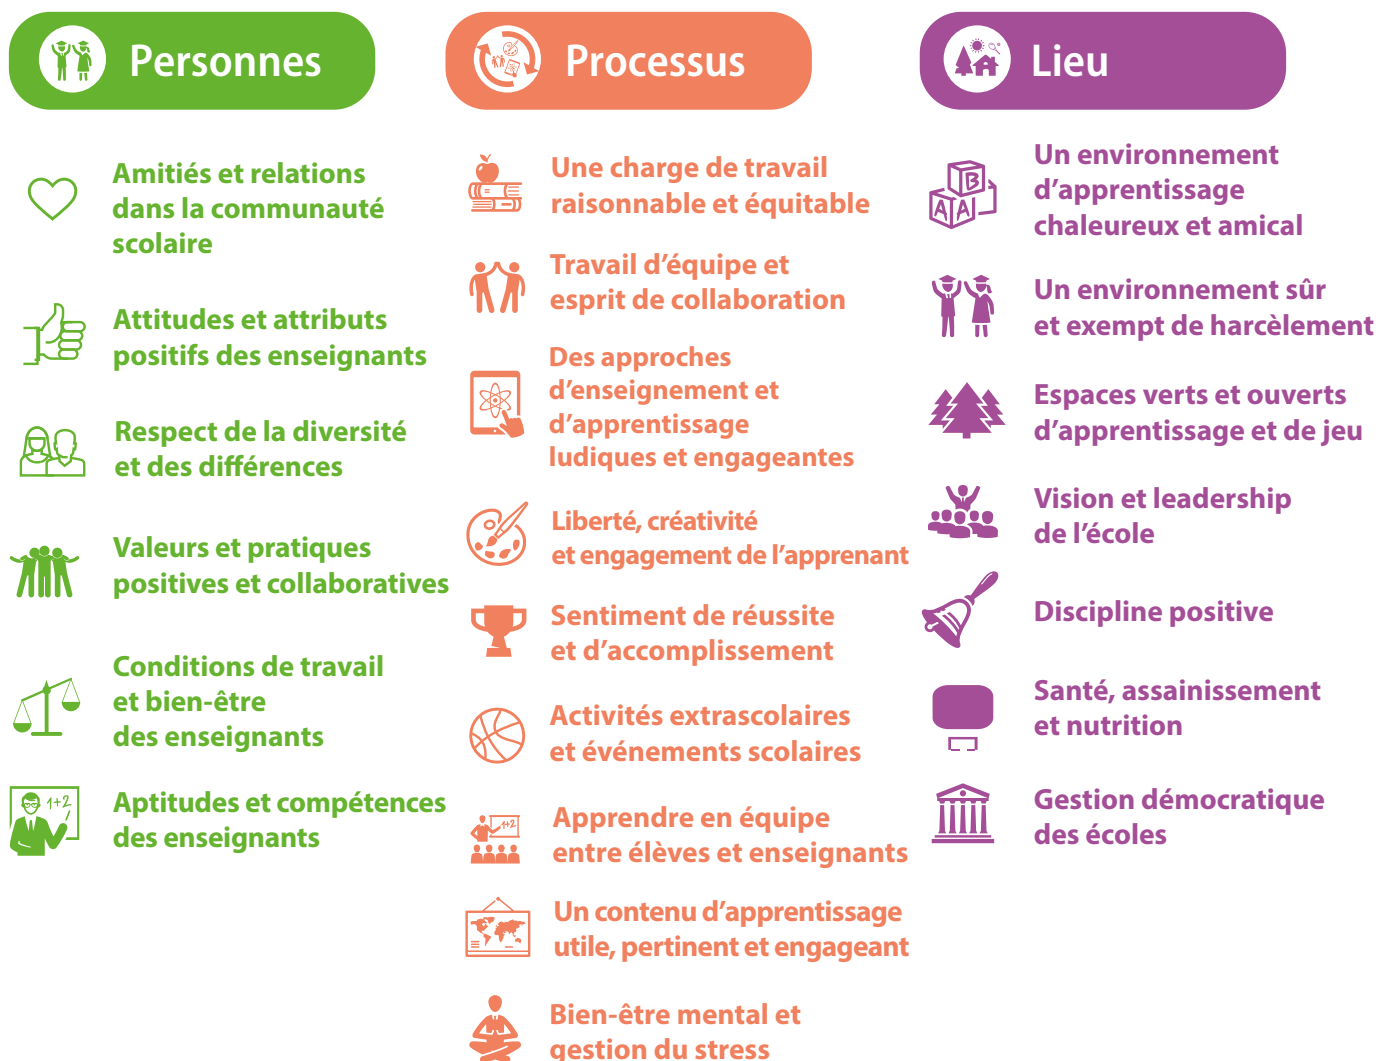 Personnes
Amitiés et relations
dans la communauté
scolaire
Attitudes et attributs
positifs des enseignants
Respect de la diversité
et des différences
Valeurs et pratiques
positives et collaboratives
Conditions de travail
et bien-être
des enseignants
1+2
Aptitudes et compétences
des enseignants
Processus
Une charge de travail
raisonnable et équitable
Travail d’équipe et
esprit de collaboration
Des approches
d’enseignement et
d’apprentissage
ludiques et engageantes
Liberté, créativité
et engagement de l’apprenant
Sentiment de réussite
et d’accomplissement
Activités extrascolaires
et événements scolaires
1+2
Apprendre en équipe
entre élèves et enseignants
Un contenu d’apprentissage
utile, pertinent et engageant
Bien-être mental et
gestion du stress
Lieu
B
A A
Un environnement
d’apprentissage
chaleureux et amical
Un environnement sûr
et exempt de harcèlement
Espaces verts et ouverts
d’apprentissage et de jeu
Vision et leadership
de l’école
Discipline positive
Santé, assainissement
et nutrition
Gestion démocratique
des écoles